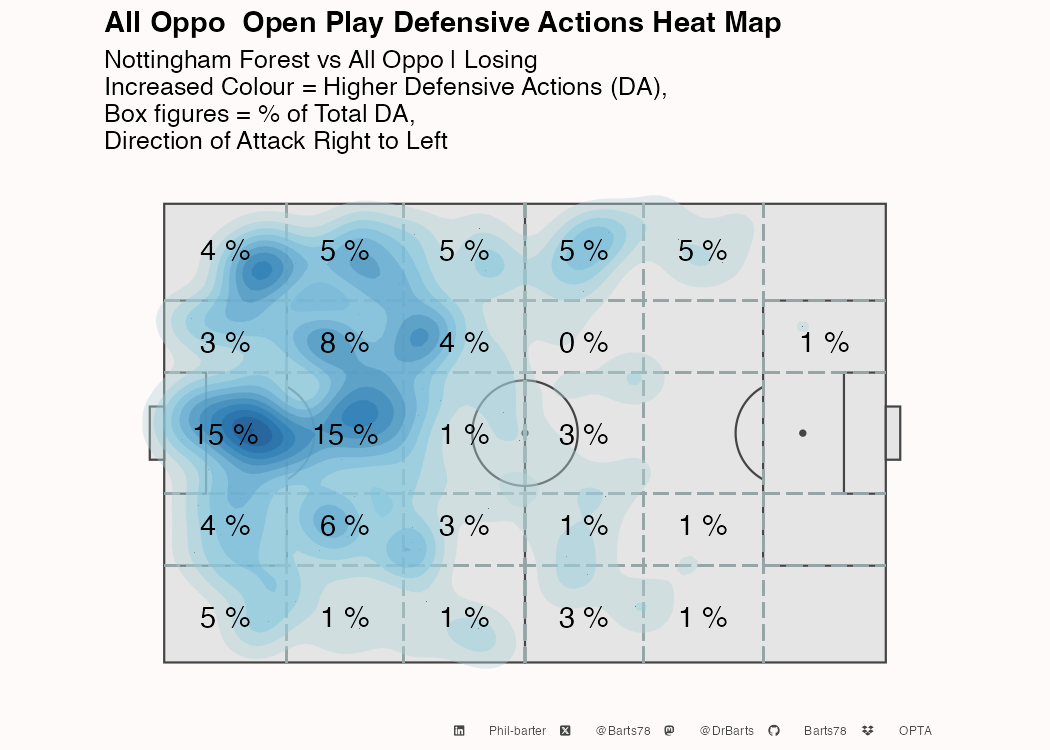 All Oppo  Open Play Defensive Actions Heat Map
Nottingham Forest vs All Oppo | Losing
Increased Colour = Higher Defensive Actions (DA),
Box figures = % of Total DA,
Direction of Attack Right to Left
4 % 5 % 5 % 5 % 5 %
3 % 8 % 4 % 0 % 1 %
15 % 15 % 1 % 3 %
4 % 6 % 3 % 1 % 1 %
5 % 1 % 1 % 3 % 1 %
Phil-barter @Barts78 @DrBarts Barts78 OPTA